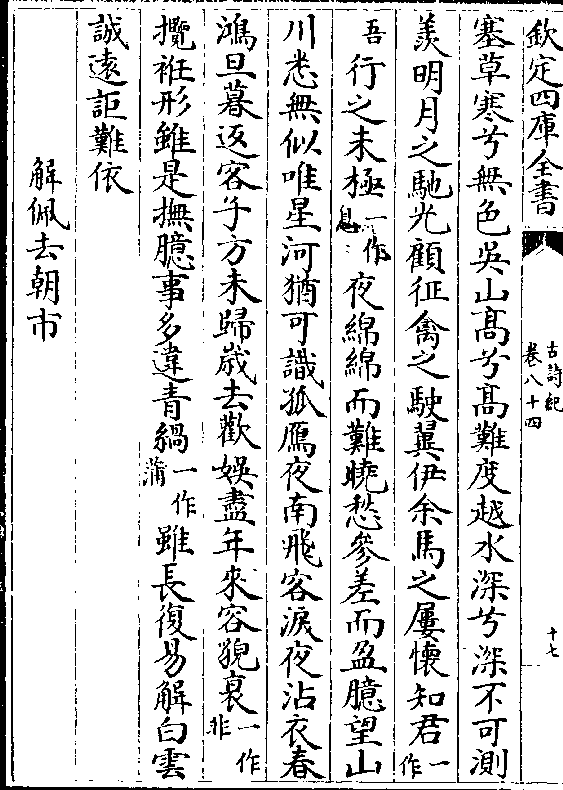 欽定四庫全書
古詩紀
卷八十四
十七
塞草寒兮無色吳山髙兮髙難度越水深兮深不可測
羨明月之馳光顧征禽之駛翼伊余馬之屢懷知君一作
吾行之未極一作息夜綿綿而難曉愁參差而盈臆望山
川悉無似唯星河猶可識孤鴈夜南飛客淚夜沾衣春
鴻旦暮返客子方未歸歲去歡娱盡年來容貌衰一作非
攬袵形雖是撫臆事多違青緺一作蒲雖長復易解白雲
誠遠詎難依
解佩去朝市